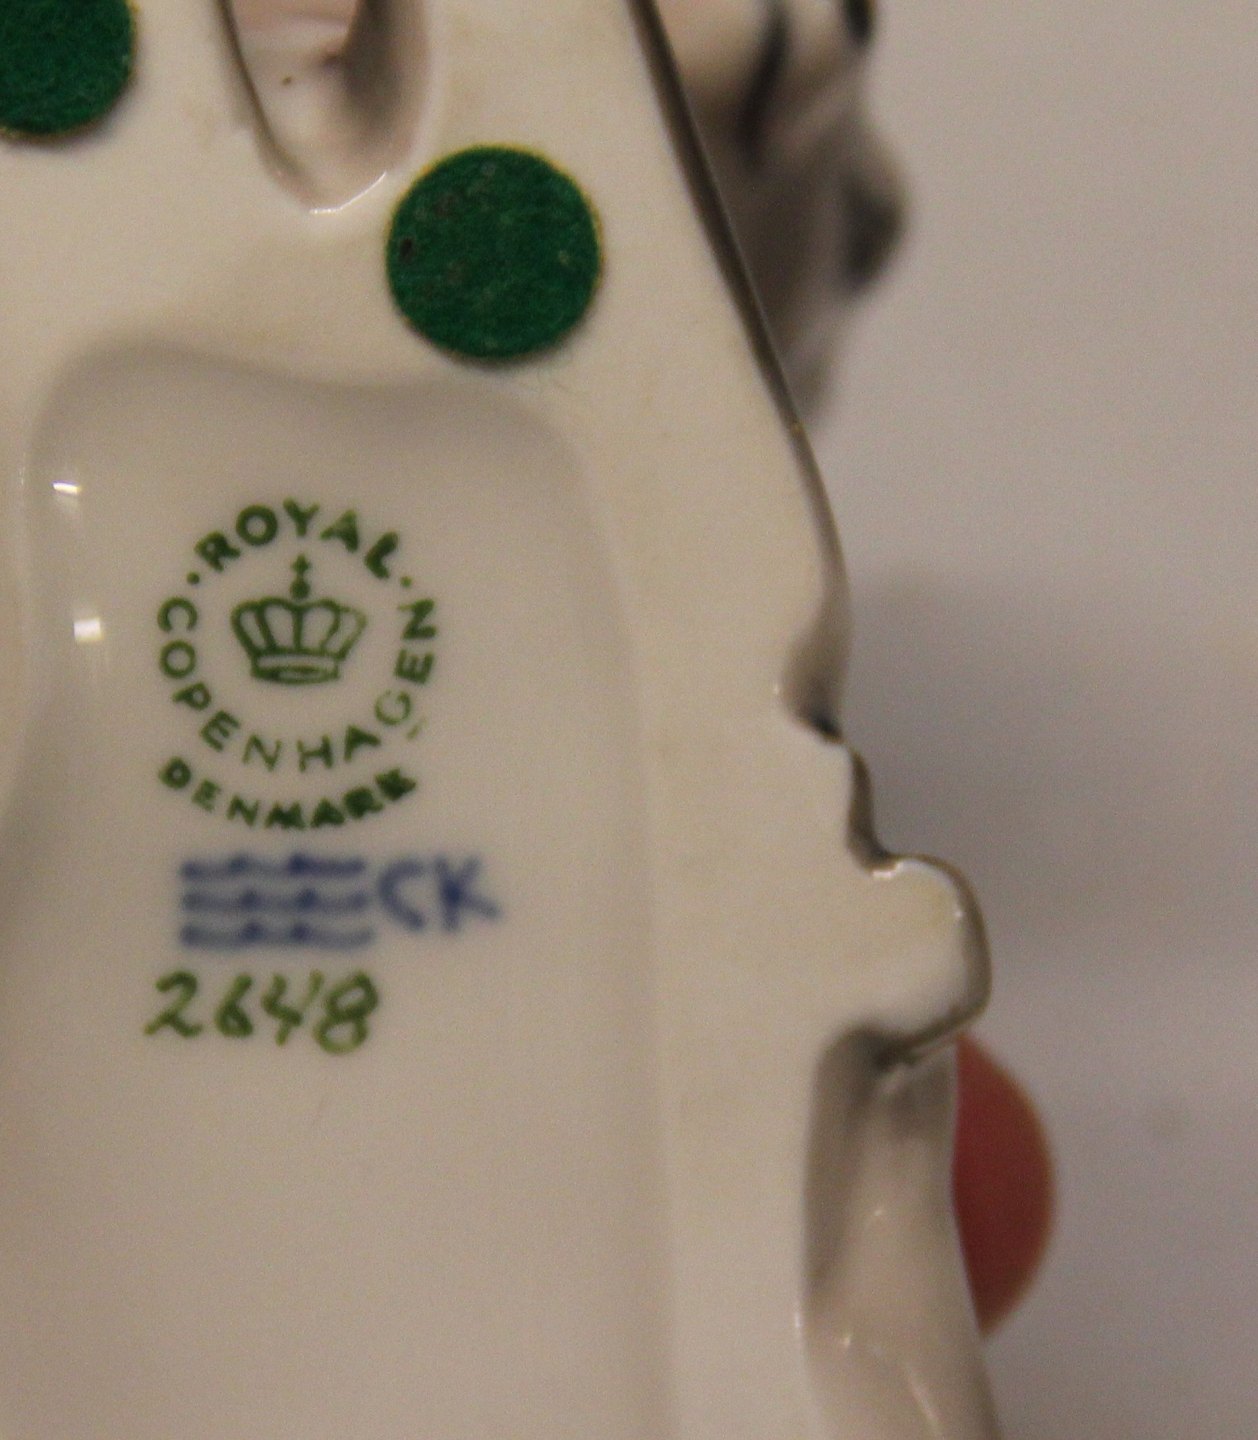 ROYAL
COPENHAGEN
DENMARK
CK
2648